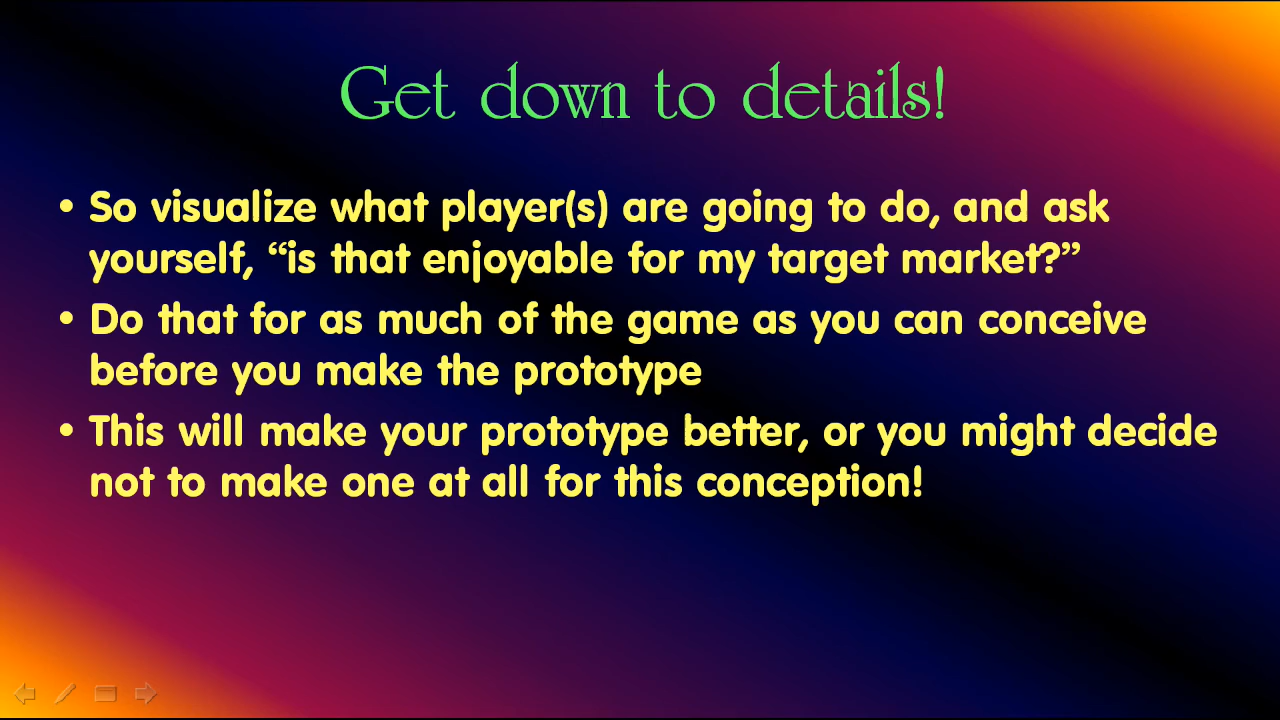 Get down to details!
• So visualize what player(s) are going to do, and ask
yourself, “is that enjoyable for my target market?”
• Do that for as much of the game as you can conceive
before you make the prototype
• This will make your prototype better, or you might decide
not to make one at all for this conception!